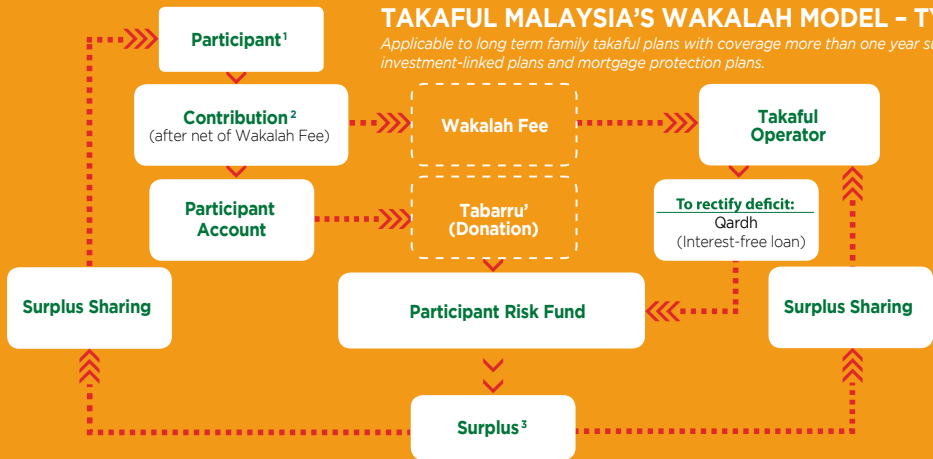 TAKAFUL MALAYSIA'S WAKALAH MODEL – TY
Applicable to long term family takaful plans with coverage more than one year su
investment-linked plans and mortgage protection plans.
Participant¹
Contribution²
(after net of Wakalah Fee)
Wakalah Fee
Takaful
Operator
Participant
Account
Tabarru'
(Donation)
To rectify deficit:
Qardh
(Interest-free loan)
Surplus Sharing
Participant Risk Fund
Surplus Sharing
Surplus³